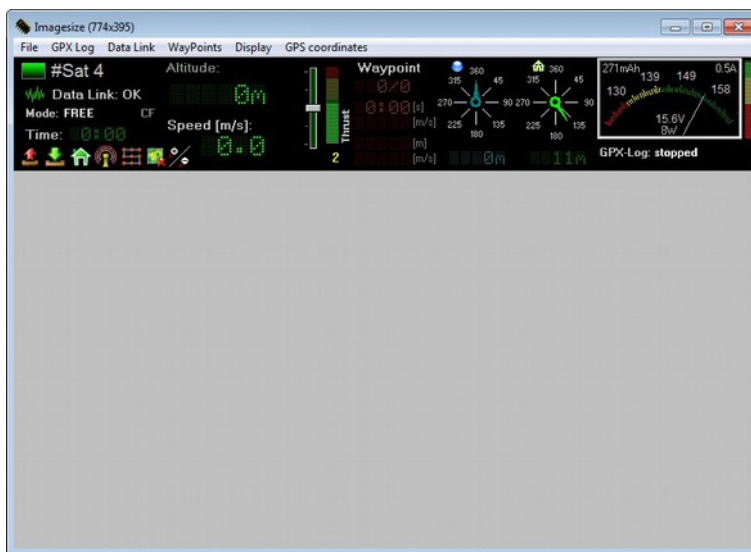 Imagesize (774x395)
File GPX Log Data Link WayPoints Display GPS coordinates
#Sat 4
Data Link: OK
Mode: FREE CF
Time: 0:00
Altitude:
0m
Speed [m/s]:
0.0
Thrust
2
Waypoint
0/0
0:00 [s]
[m/s]
[m]
[m/s]
360
315 45
270 90
225 135
180
0m
360
315 45
270 90
225 135
180
11m
271mAh 0.5A
130 139 149 158
15.6V
8W
GPX-Log: stopped